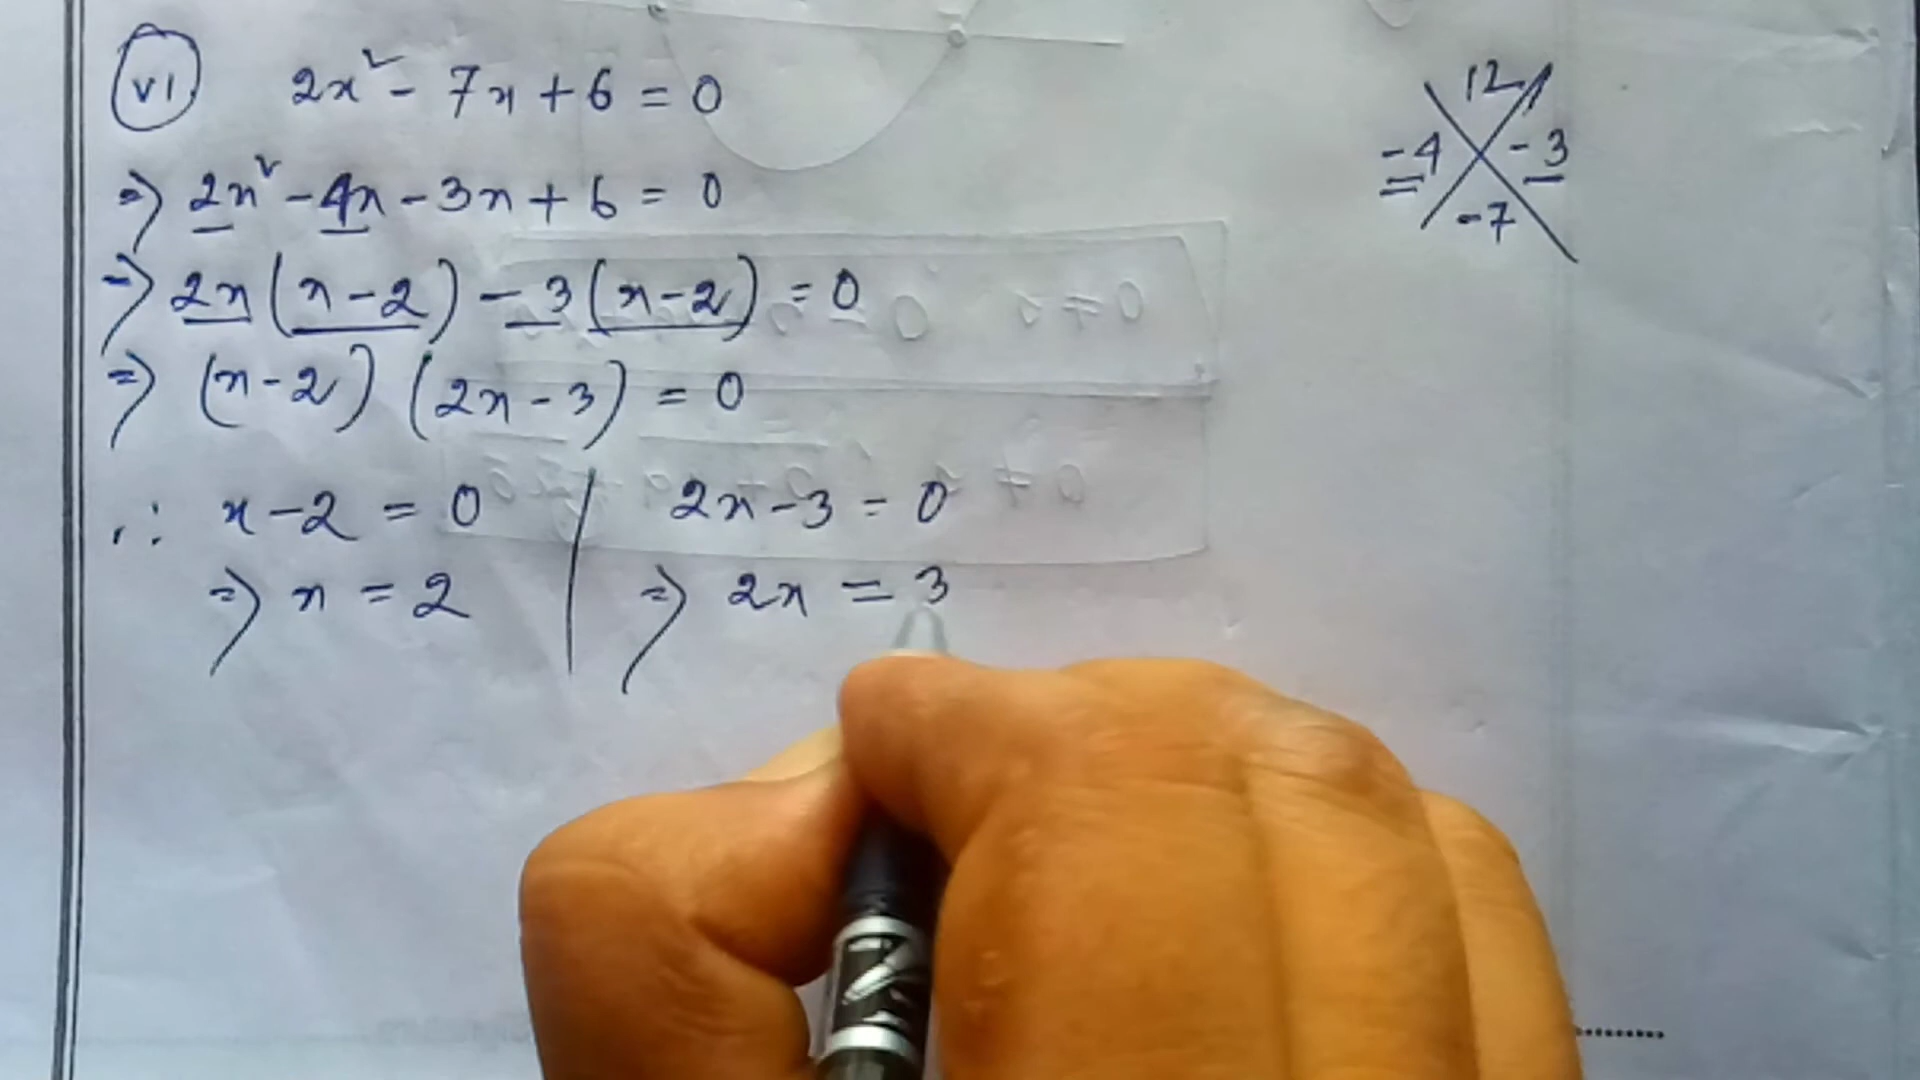 (vi) 2x² - 7x + 6 = 0
⇒ 2x² - 4x - 3x + 6 = 0
⇒ 2x (x - 2) - 3 (x - 2) = 0
⇒ (x - 2) (2x - 3) = 0
∴ x - 2 = 0 | 2x - 3 = 0
⇒ x = 2 | ⇒ 2x = 3
12
-4 -3
-7